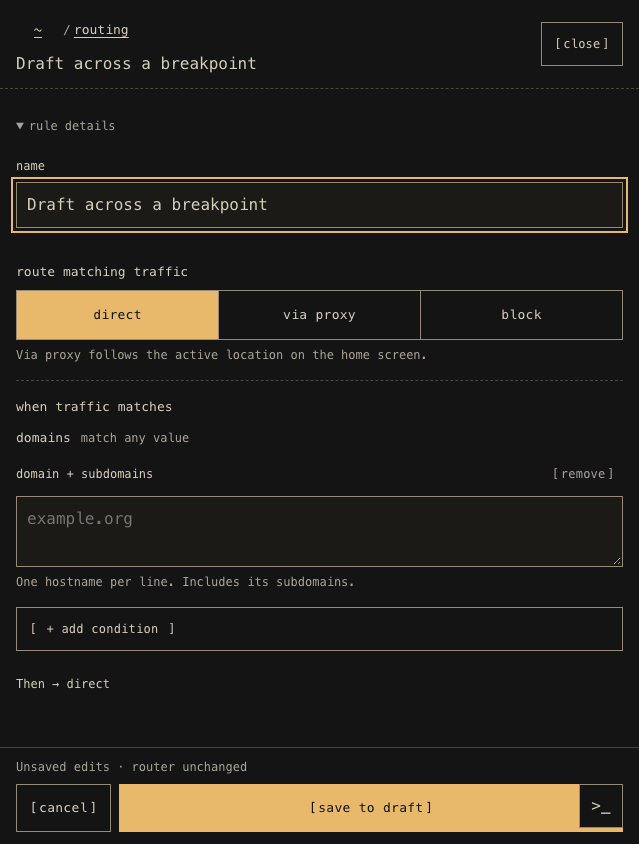 ~ / routing
[close]
Draft across a breakpoint
▼ rule details
name
Draft across a breakpoint
route matching traffic
direct via proxy block
Via proxy follows the active location on the home screen.
when traffic matches
domains match any value
domain + subdomains [remove]
example.org
One hostname per line. Includes its subdomains.
[ + add condition ]
Then → direct
Unsaved edits · router unchanged
[cancel] [save to draft] >_